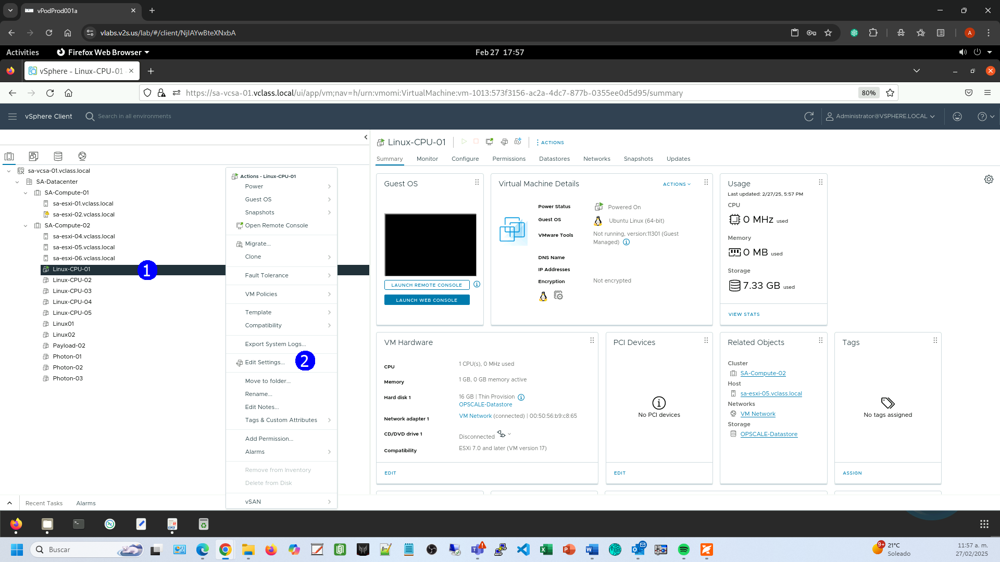 vPodProd001a
vlabs.v2s.us/lab/#/client/NjIAYwBteXNxbA
A
Activities
Firefox Web Browser
Feb 27 17:57
vSphere - Linux-CPU-01 -
https://sa-vcsa-01.vclass.local/ui/app/vm;nav=h/urn:vmomi:VirtualMachine:vm-1013:573f3156-ac2a-4dc7-877b-0355ee0d5d95/summary
80%
vSphere Client
Search in all environments
Administrator@VSPHERE.LOCAL
sa-vcsa-01.vclass.local
SA-Datacenter
SA-Compute-01
sa-esxi-01.vclass.local
sa-esxi-02.vclass.local
SA-Compute-02
sa-esxi-04.vclass.local
sa-esxi-05.vclass.local
sa-esxi-06.vclass.local
Linux-CPU-01
1
Linux-CPU-02
Linux-CPU-03
Linux-CPU-04
Linux-CPU-05
Linux01
Linux02
Payload-02
Photon-01
Photon-02
Photon-03
Actions - Linux-CPU-01
Power
Guest OS
Snapshots
Open Remote Console
Migrate...
Clone
Fault Tolerance
VM Policies
Template
Compatibility
Export System Logs...
Edit Settings...
2
Move to folder...
Rename...
Edit Notes...
Tags & Custom Attributes
Add Permission...
Alarms
Remove from Inventory
Delete from Disk
vSAN
Linux-CPU-01
ACTIONS
Summary
Monitor
Configure
Permissions
Datastores
Networks
Snapshots
Updates
Guest OS
LAUNCH REMOTE CONSOLE
LAUNCH WEB CONSOLE
Virtual Machine Details
ACTIONS
Power Status
Powered On
Guest OS
Ubuntu Linux (64-bit)
VMware Tools
Not running, version:11301 (Guest
Managed)
DNS Name
IP Addresses
Encryption
Not encrypted
Usage
Last updated: 2/27/25, 5:57 PM
CPU
0 MHz used
Memory
0 MB used
Storage
7.33 GB used
VIEW STATS
VM Hardware
CPU
1 CPU(s), 0 MHz used
Memory
1 GB, 0 GB memory active
Hard disk 1
16 GB | Thin Provision
OPSCALE-Datastore
Network adapter 1
VM Network (connected) | 00:50:56:b9:c8:65
CD/DVD drive 1
Disconnected
Compatibility
ESXi 7.0 and later (VM version 17)
EDIT
PCI Devices
No PCI devices
EDIT
Related Objects
Cluster
SA-Compute-02
Host
sa-esxi-05.vclass.local
Networks
VM Network
Storage
OPSCALE-Datastore
Tags
No tags assigned
ASSIGN
Recent Tasks
Alarms
Buscar
9+
21°C
Soleado
11:57 a. m.
27/02/2025